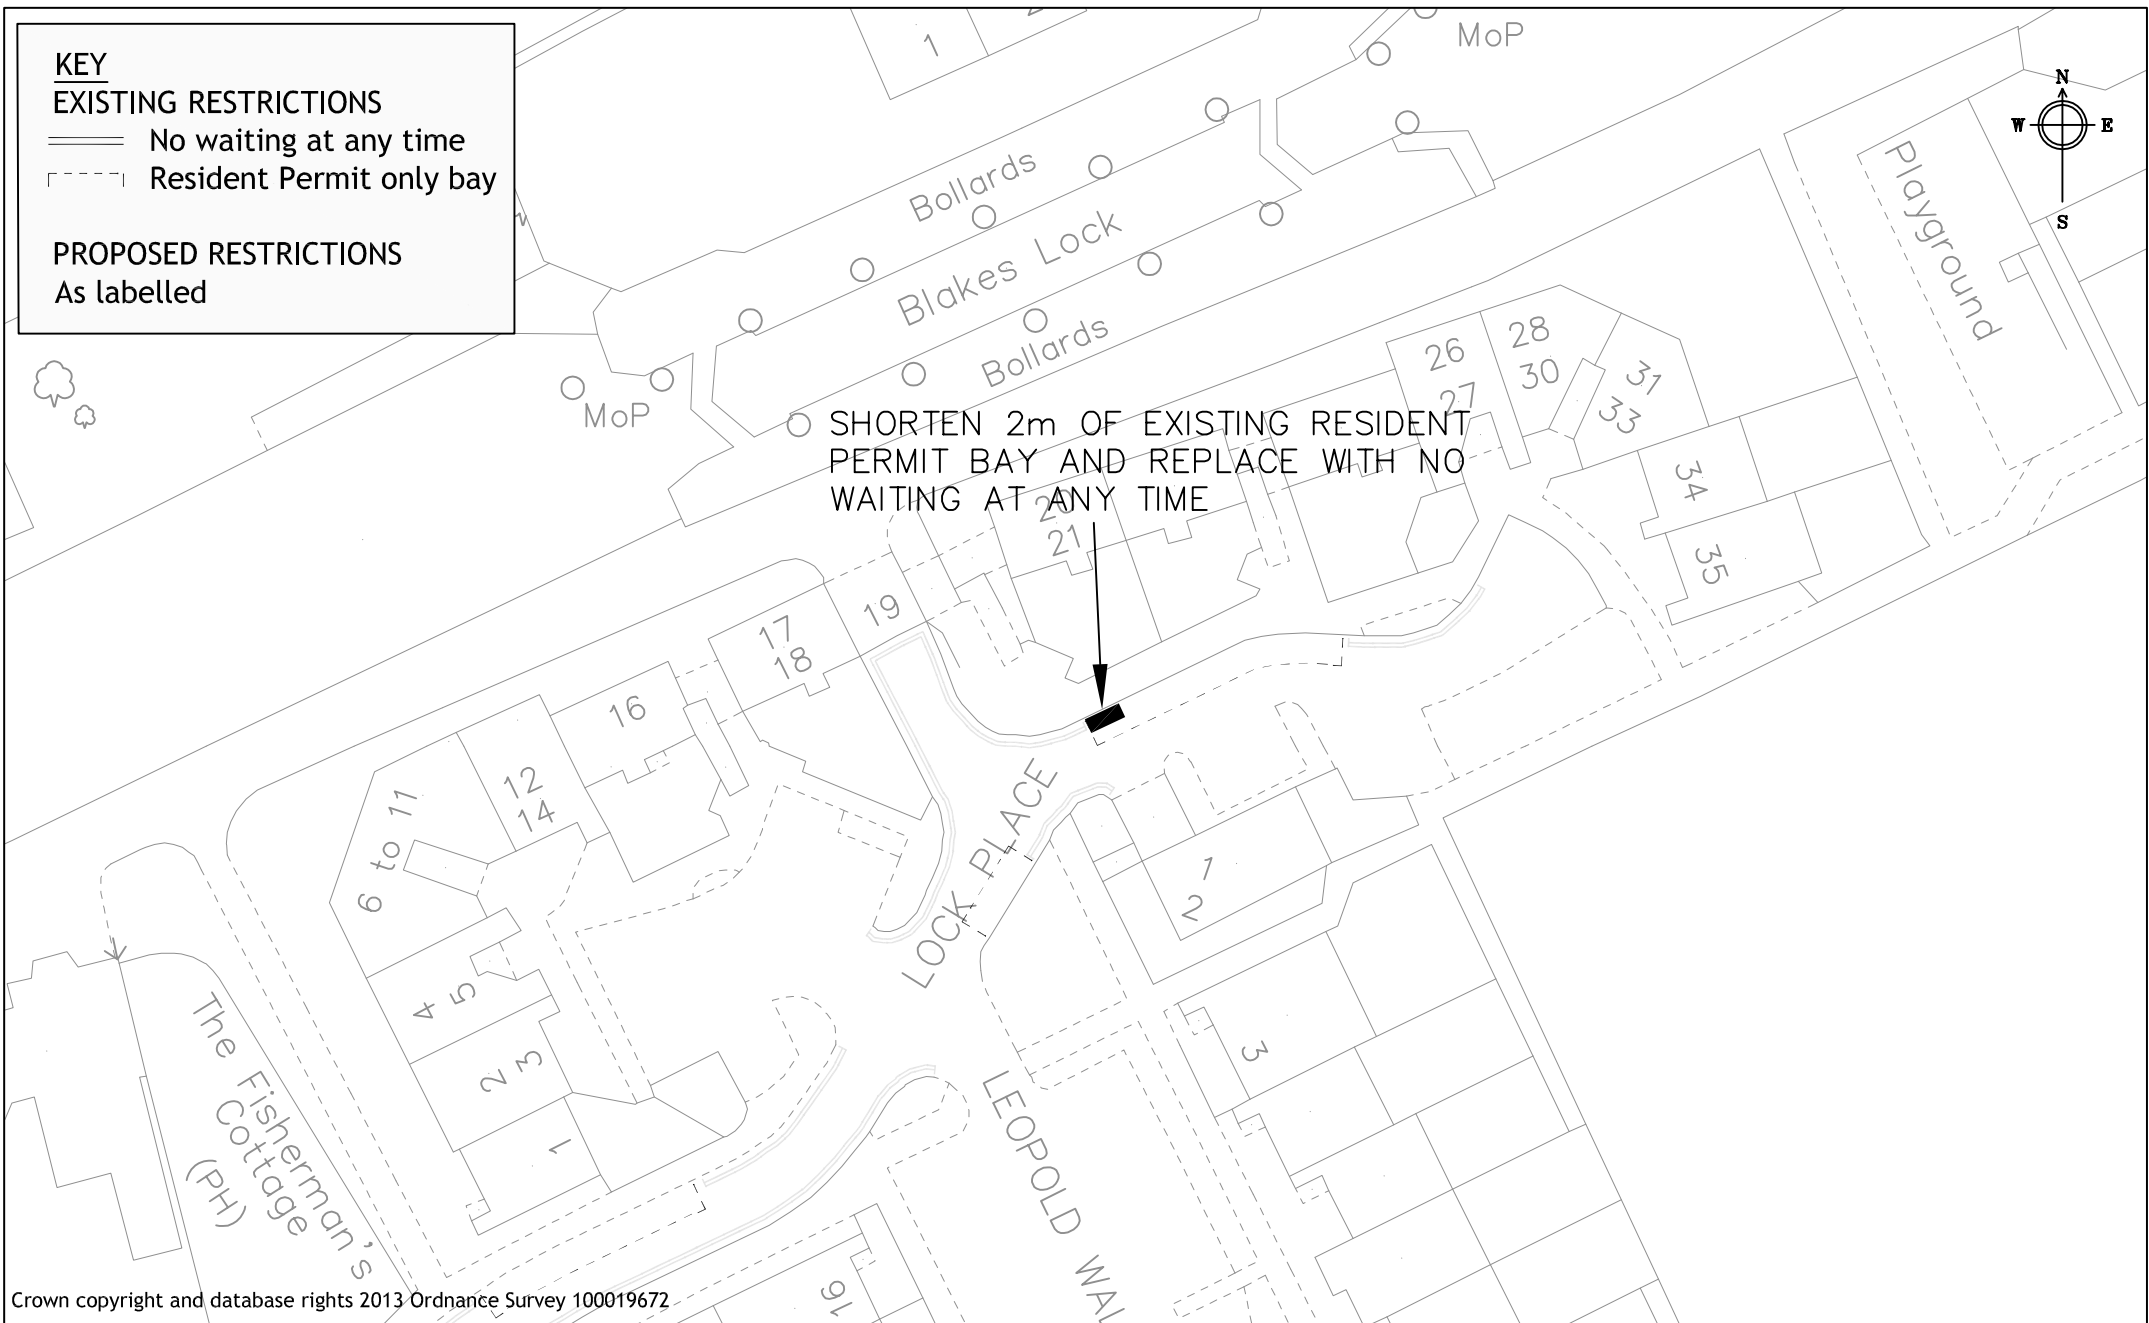 KEY
EXISTING RESTRICTIONS
No waiting at any time
Resident Permit only bay
PROPOSED RESTRICTIONS
As labelled
1
MoP
N
W E
S
Playground
Bollards
Blakes Lock
Bollards
MoP
SHORTEN 2m OF EXISTING RESIDENT
PERMIT BAY AND REPLACE WITH NO
WAITING AT ANY TIME
26
27
28
30
31
33
34
35
20
21
19
17
18
16
12
14
6 to 11
4
5
2
3
1
LOCK PLACE
1
2
3
LEOPOLD WAL
16
The Fisherman's
Cottage
(PH)
Crown copyright and database rights 2013 Ordnance Survey 100019672